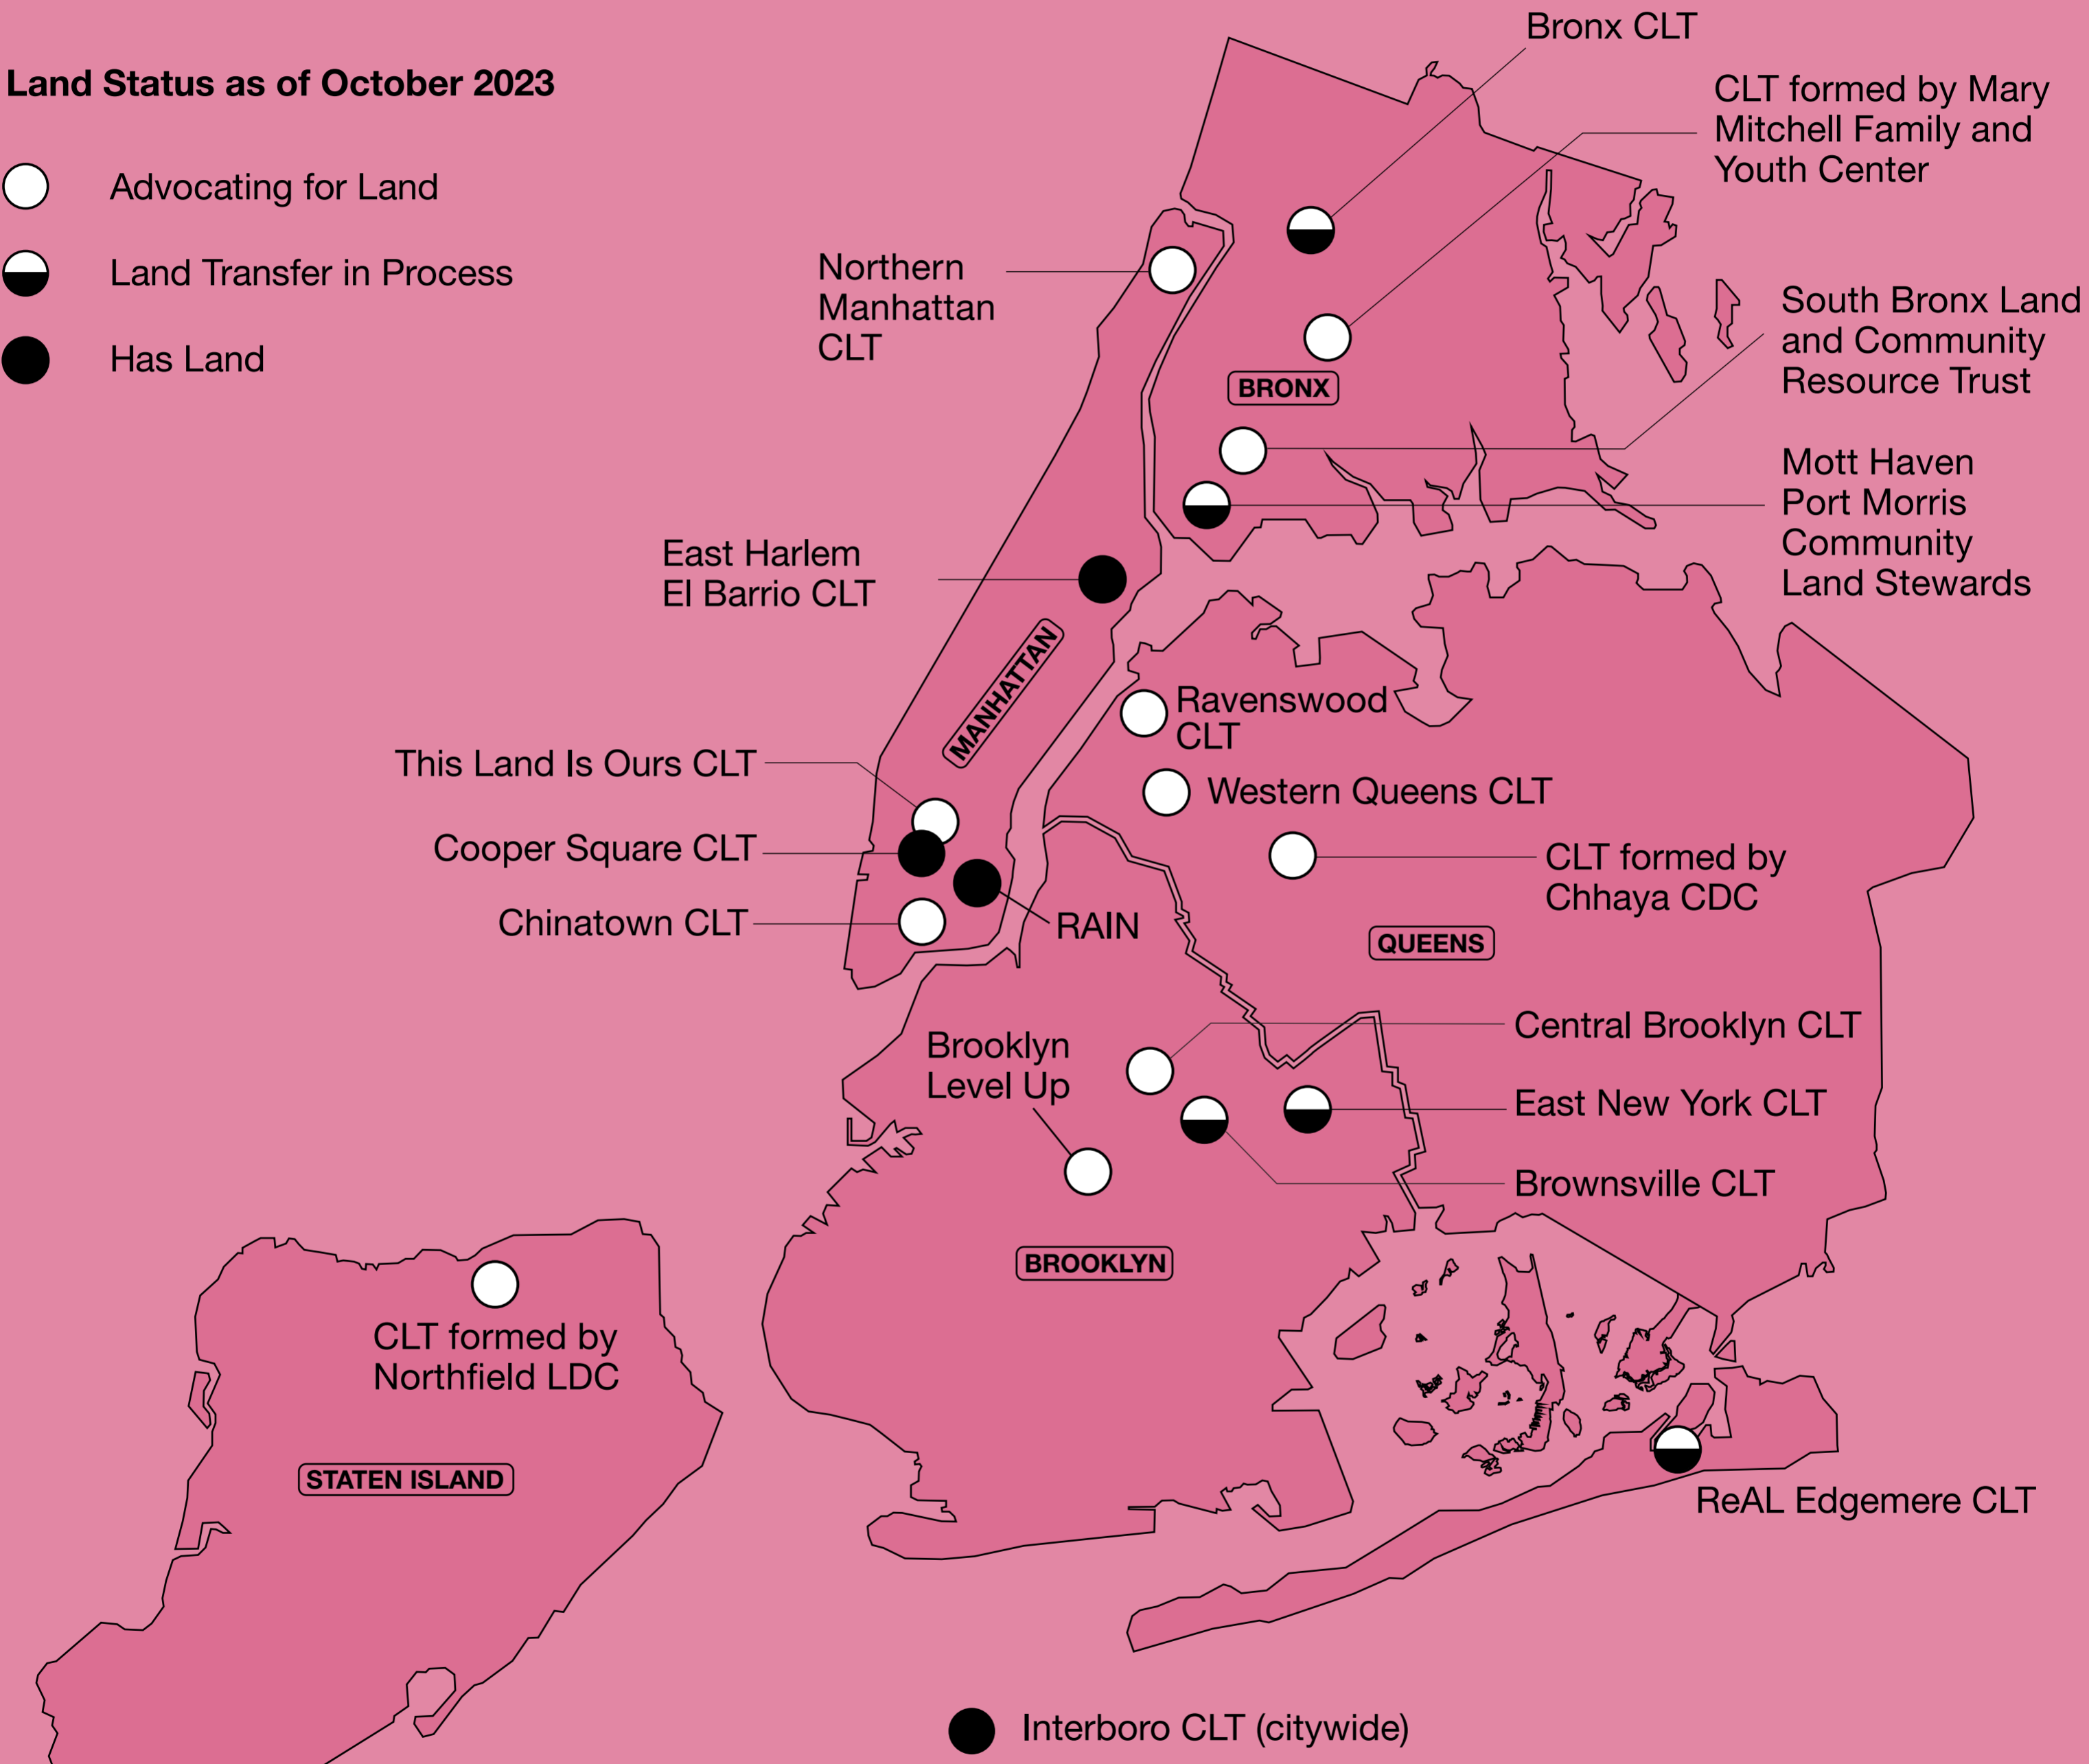 Land Status as of October 2023
Advocating for Land
Land Transfer in Process
Has Land
Bronx CLT
CLT formed by Mary
Mitchell Family and
Youth Center
Northern
Manhattan
CLT
South Bronx Land
and Community
Resource Trust
BRONX
Mott Haven
Port Morris
Community
Land Stewards
East Harlem
El Barrio CLT
MANHATTAN
Ravenswood
CLT
This Land Is Ours CLT
Western Queens CLT
Cooper Square CLT
CLT formed by
Chhaya CDC
Chinatown CLT
RAIN
QUEENS
Central Brooklyn CLT
Brooklyn
Level Up
East New York CLT
Brownsville CLT
BROOKLYN
CLT formed by
Northfield LDC
STATEN ISLAND
ReAL Edgemere CLT
Interboro CLT (citywide)